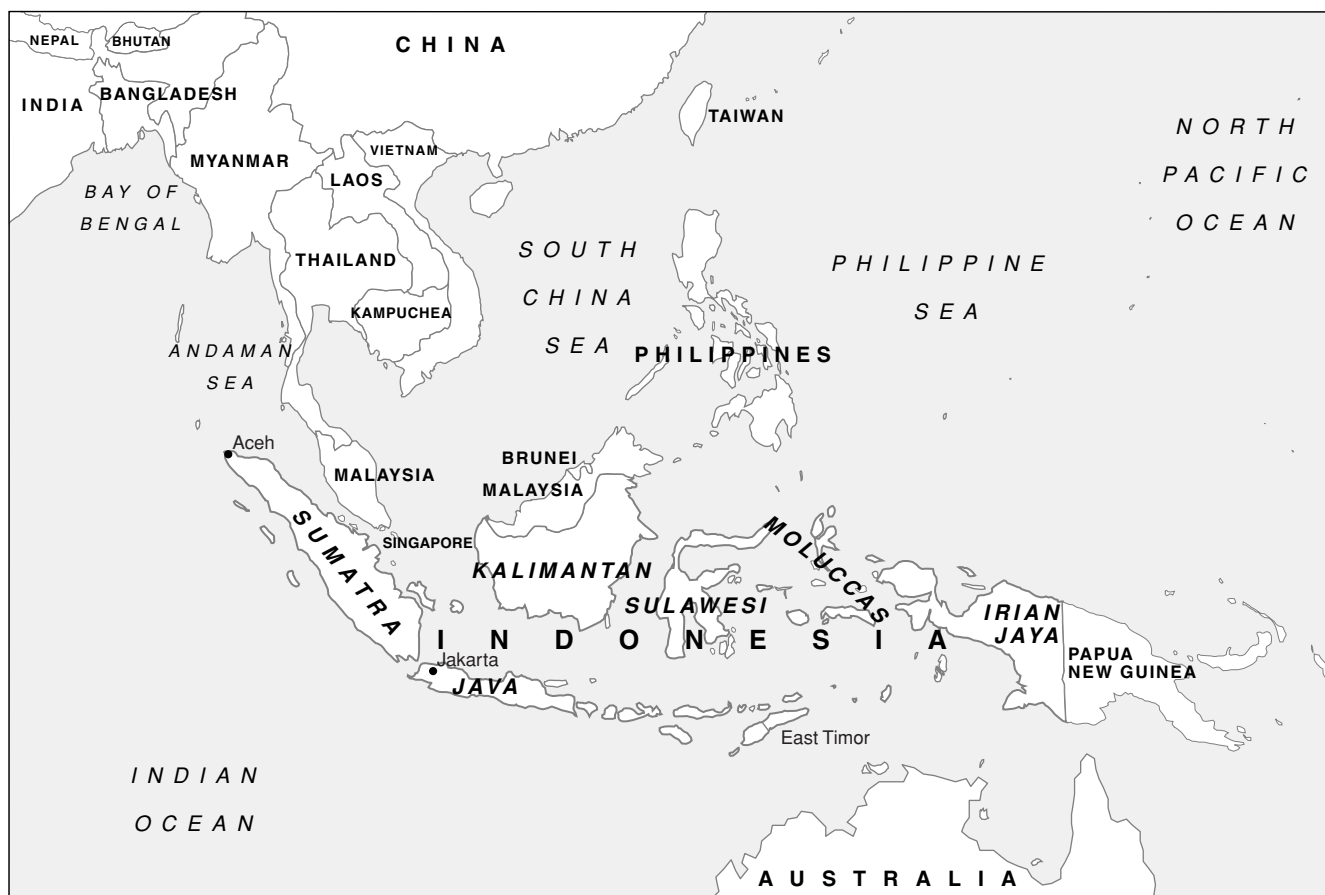 NEPAL
BHUTAN
CHINA
INDIA
BANGLADESH
TAIWAN
NORTH
PACIFIC
OCEAN
MYANMAR
VIETNAM
LAOS
BAY OF
BENGAL
THAILAND
SOUTH
CHINA
SEA
PHILIPPINE
SEA
KAMPUCHEA
ANDAMAN
SEA
PHILIPPINES
Aceh
MALAYSIA
BRUNEI
MALAYSIA
SINGAPORE
SUMATRA
KALIMANTAN
SULAWESI
MOLUCCAS
IRIAN
JAYA
INDONESIA
PAPUA
NEW GUINEA
Jakarta
JAVA
East Timor
INDIAN
OCEAN
AUSTRALIA